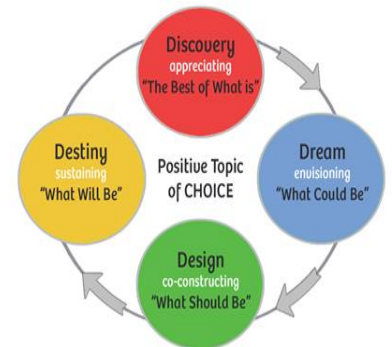 Discovery
appreciating
"The Best of What is"
Dream
envisioning
"What Could Be"
Design
co-constructing
"What Should Be"
Destiny
sustaining
"What Will Be"
Positive Topic
of CHOICE